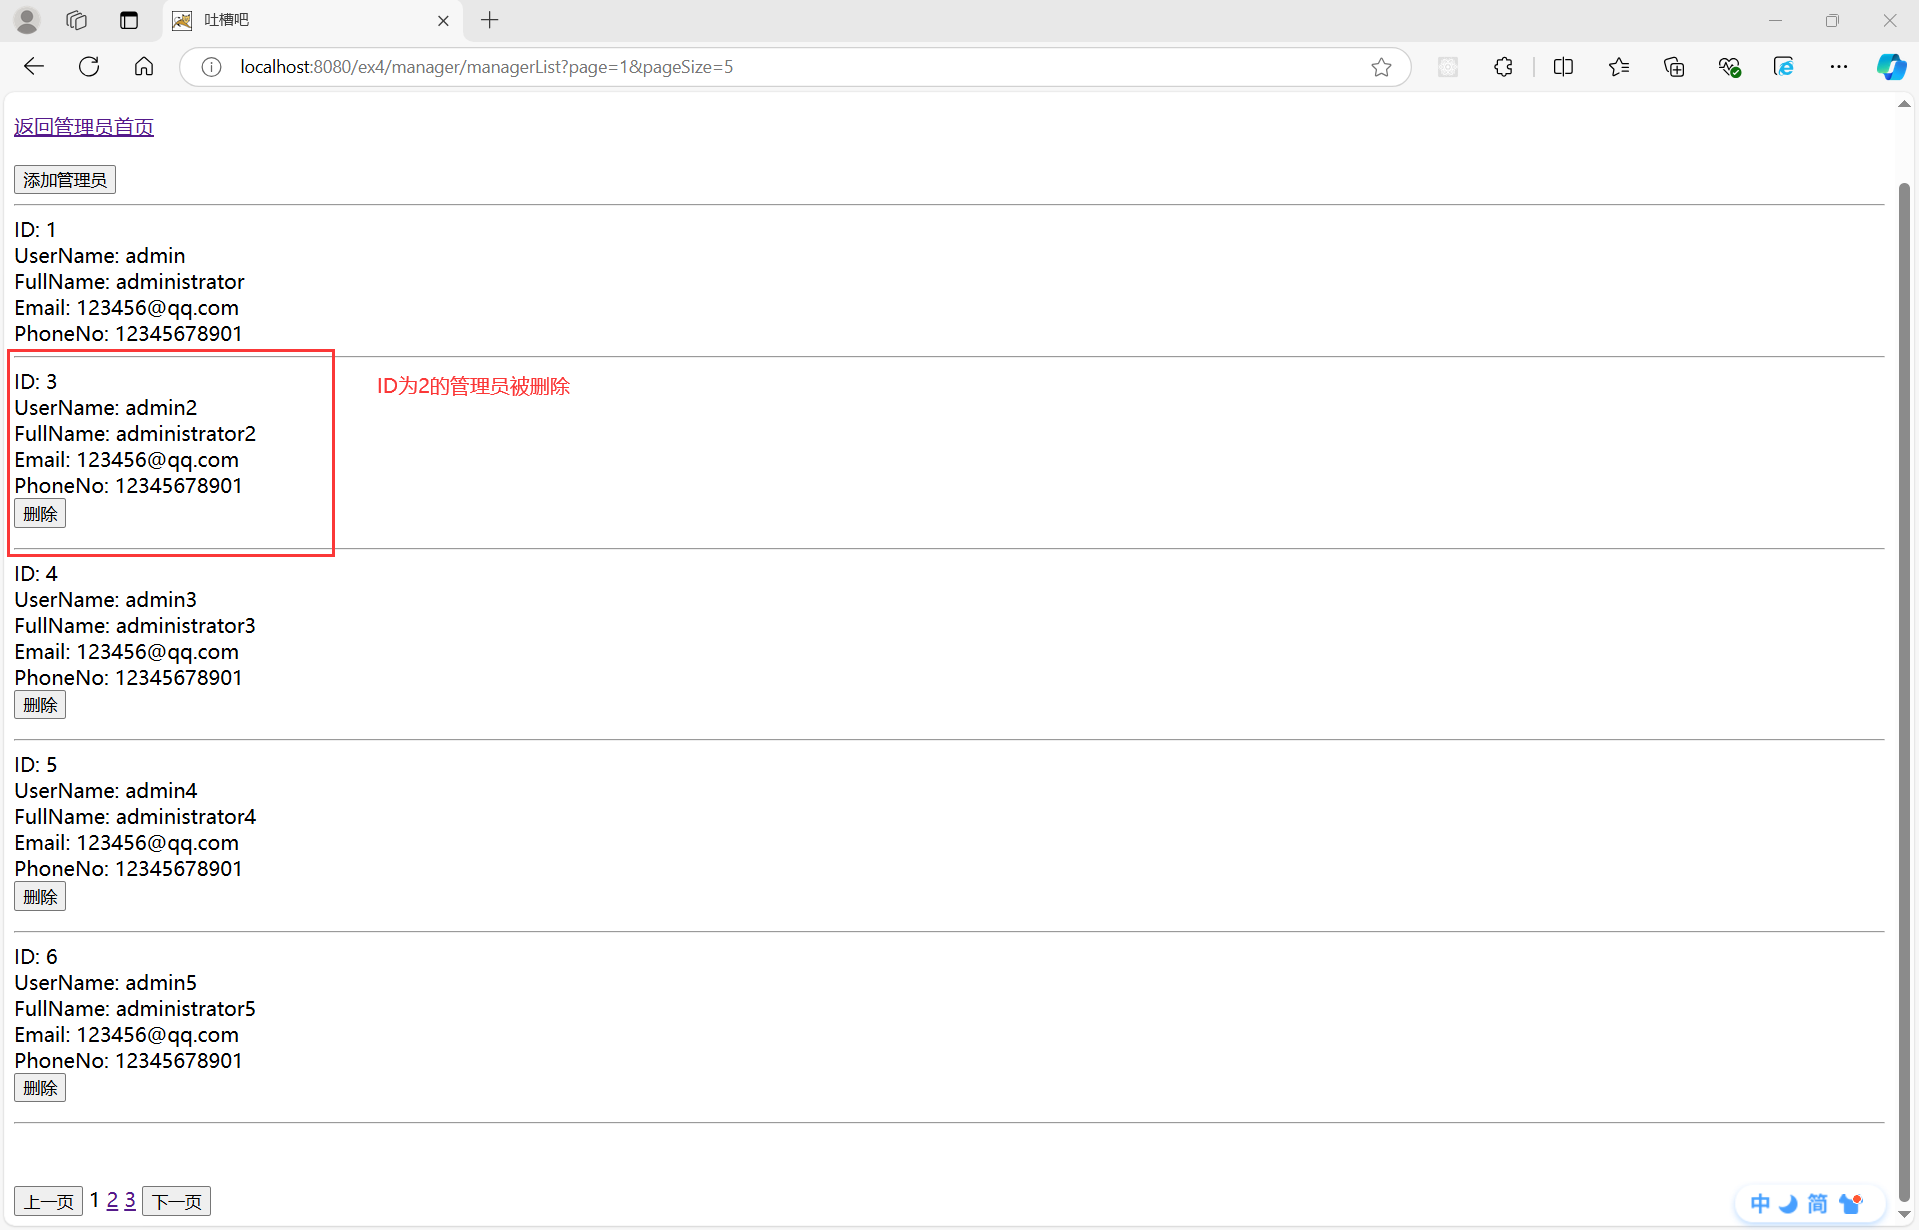 吐槽吧
localhost:8080/ex4/manager/managerList?page=1&pageSize=5
返回管理员首页
添加管理员
ID: 1
UserName: admin
FullName: administrator
Email: 123456@qq.com
PhoneNo: 12345678901
ID: 3
ID为2的管理员被删除
UserName: admin2
FullName: administrator2
Email: 123456@qq.com
PhoneNo: 12345678901
删除
ID: 4
UserName: admin3
FullName: administrator3
Email: 123456@qq.com
PhoneNo: 12345678901
删除
ID: 5
UserName: admin4
FullName: administrator4
Email: 123456@qq.com
PhoneNo: 12345678901
删除
ID: 6
UserName: admin5
FullName: administrator5
Email: 123456@qq.com
PhoneNo: 12345678901
删除
上一页 1 2 3 下一页
中 简